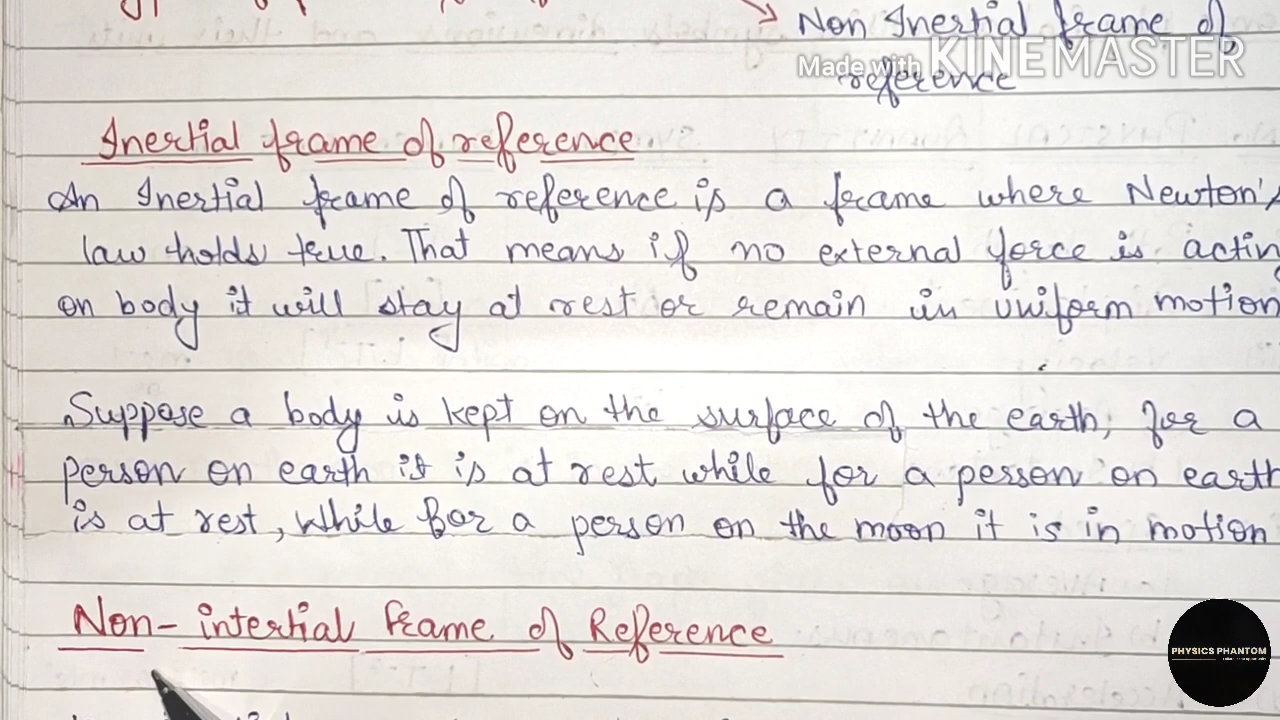 Non Inertial frame of
Made with KINEMASTER
reference
Inertial frame of reference
An Inertial frame of reference is a frame where Newton's
law holds true. That means if no external force is actin
on body it will stay at rest or remain in uniform motion
Suppose a body is kept on the surface of the earth, for a
person on earth it is at rest while for a person on earth
is at rest, While for a person on the moon it is in motion
Non-intertial frame of Reference
PHYSICS PHANTOM